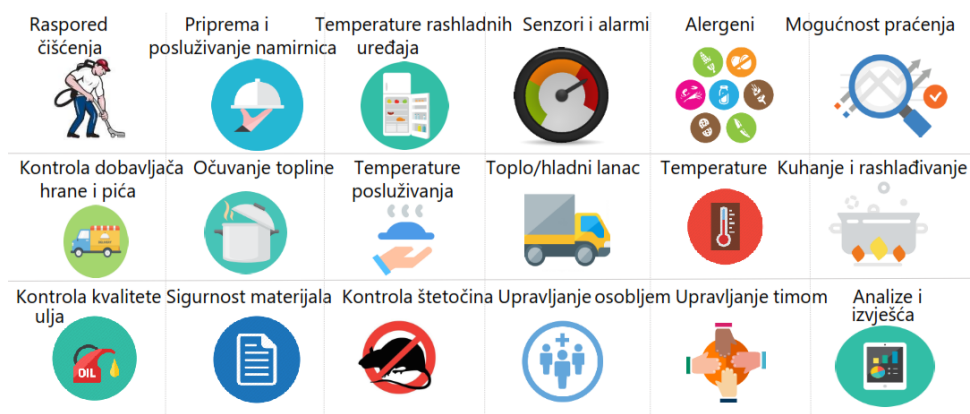 Raspored
čišćenja
Priprema i
posluživanje namirnica
Temperature rashladnih
uređaja
Senzori i alarmi
Alergeni
Mogućnost praćenja
Kontrola dobavljača
hrane i pića
Očuvanje topline
Temperature
posluživanja
Toplo/hladni lanac
Temperature
Kuhanje i rashlađivanje
Kontrola kvalitete
ulja
OIL
Sigurnost materijala
Kontrola štetočina
Upravljanje osobljem
Upravljanje timom
Analize i
izvješća